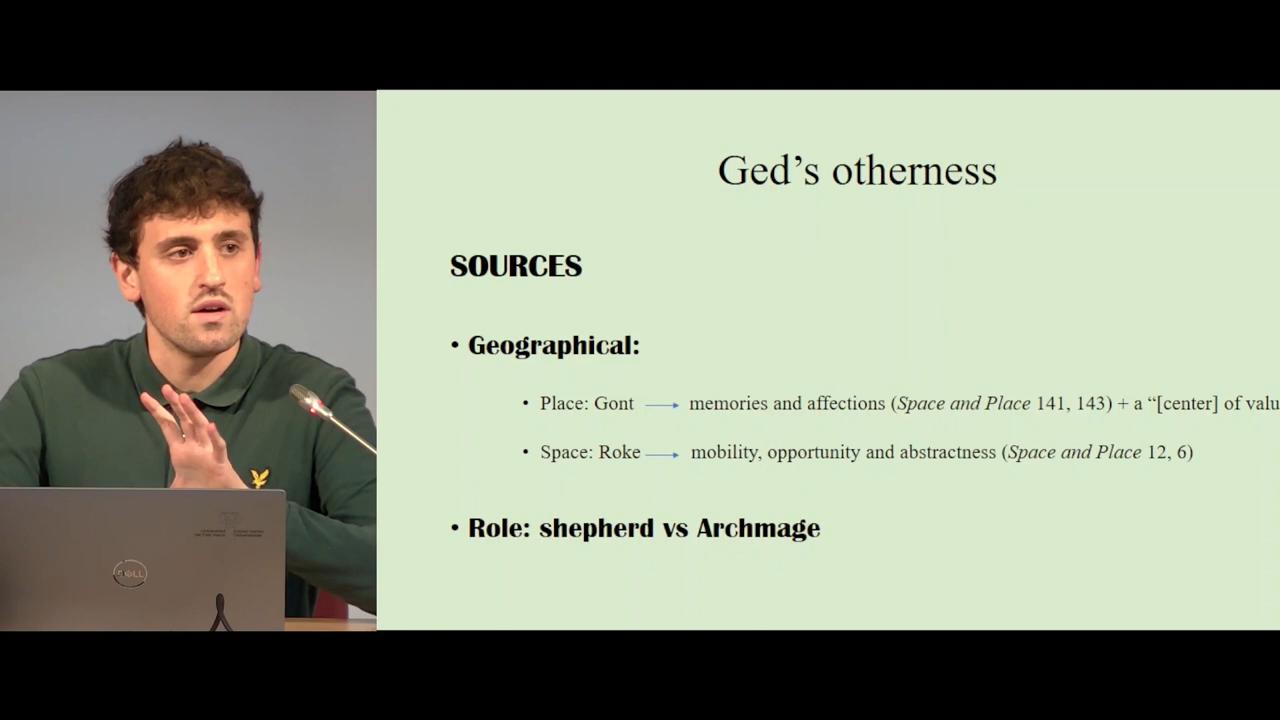 Ged’s otherness
SOURCES
• Geographical:
• Place: Gont → memories and affections (Space and Place 141, 143) + a “[center] of valu
• Space: Roke → mobility, opportunity and abstractness (Space and Place 12, 6)
• Role: shepherd vs Archmage
DELL